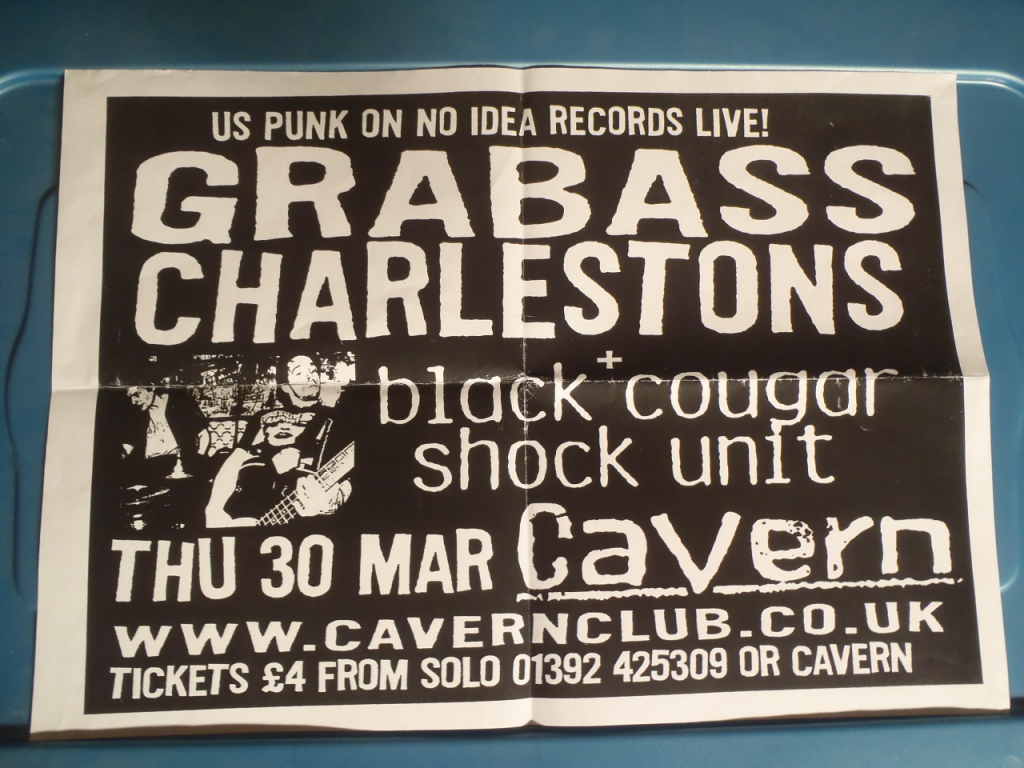 US PUNK ON NO IDEA RECORDS LIVE!
GRABASS
CHARLESTONS
+
black cougar
shock unit
THU 30 MAR Cavern
WWW.CAVERNCLUB.CO.UK
TICKETS £4 FROM SOLO 01392 425309 OR CAVERN